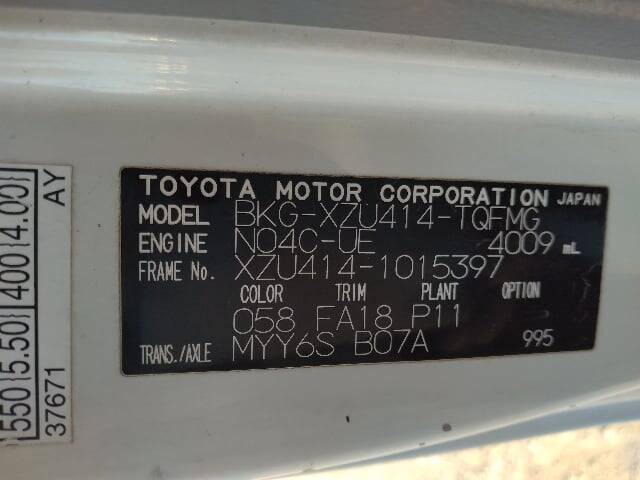 TOYOTA MOTOR CORPORATION JAPAN
MODEL BKG-XZU414-TQFMG
ENGINE N04C-UE 4009 mL
FRAME No. XZU414-1015397
COLOR TRIM PLANT OPTION
058 FA18 P11
TRANS./AXLE MYY6S B07A 995
550 5.50 400 4.00
37671 AY